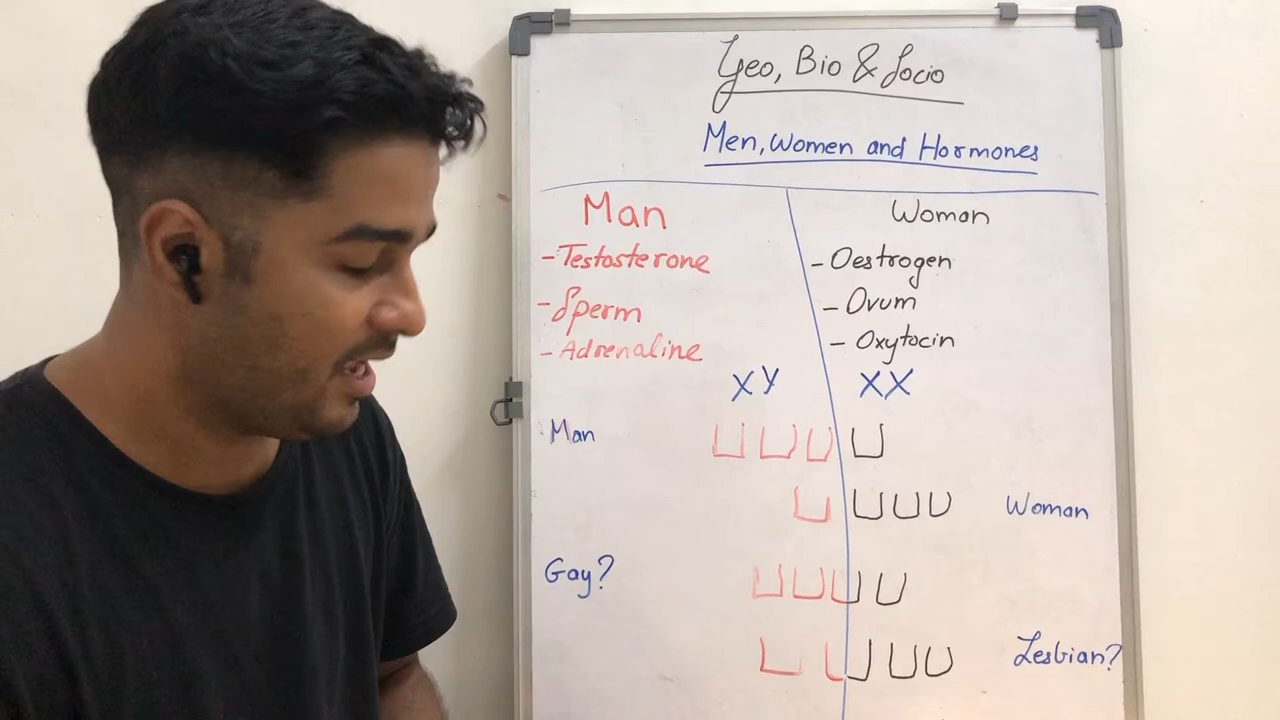 Geo, Bio & Socio
Men, Women and Hormones
Man
Woman
- Testosterone
- Oestrogen
- Sperm
- Ovum
- Adrenaline
- Oxytocin
XY
XX
Man
Woman
Gay?
Lesbian?